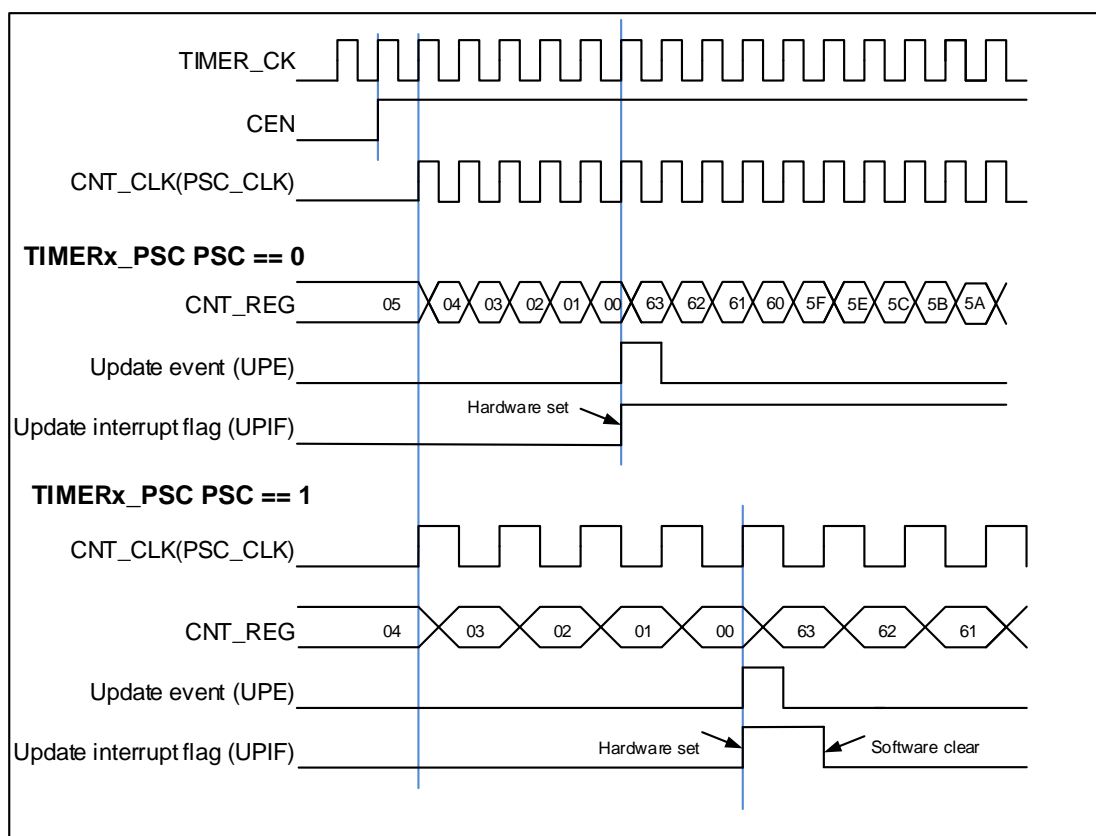 TIMER_CK
CEN
CNT_CLK(PSC_CLK)
TIMERx_PSC PSC == 0
CNT_REG 05 04 03 02 01 00 63 62 61 60 5F 5E 5C 5B 5A
Update event (UPE)
Hardware set
Update interrupt flag (UPIF)
TIMERx_PSC PSC == 1
CNT_CLK(PSC_CLK)
CNT_REG 04 03 02 01 00 63 62 61
Update event (UPE)
Update interrupt flag (UPIF) Hardware set Software clear